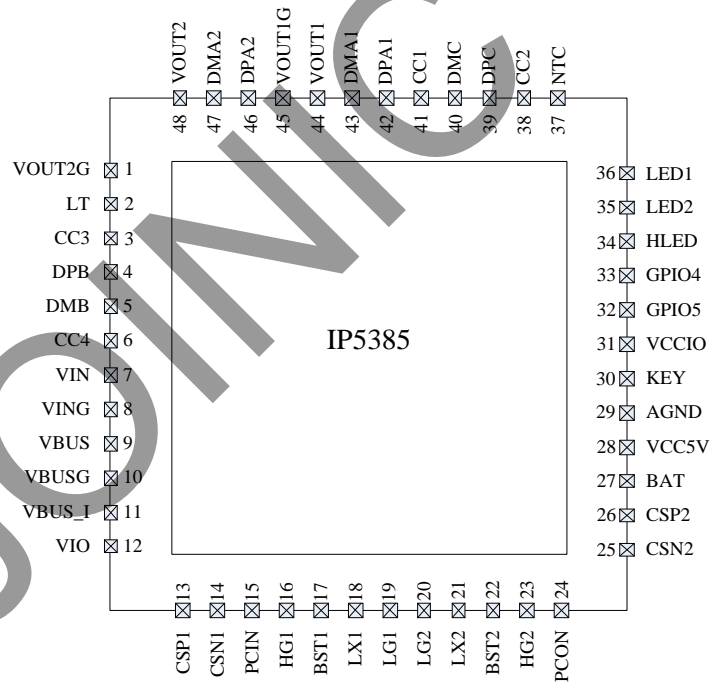 VOUT2
DMA2
DPA2
VOUT1G
VOUT1
DMA1
DPA1
CC1
DMC
DPC
CC2
NTC
48
47
46
45
44
43
42
41
40
39
38
37
VOUT2G 1
LT 2
CC3 3
DPB 4
DMB 5
CC4 6
VIN 7
VING 8
VBUS 9
VBUSG 10
VBUS_I 11
VIO 12
IP5385
36 LED1
35 LED2
34 HLED
33 GPIO4
32 GPIO5
31 VCCIO
30 KEY
29 AGND
28 VCC5V
27 BAT
26 CSP2
25 CSN2
13
14
15
16
17
18
19
20
21
22
23
24
CSP1
CSN1
PCIN
HG1
BST1
LX1
LG1
LG2
LX2
BST2
HG2
PCON